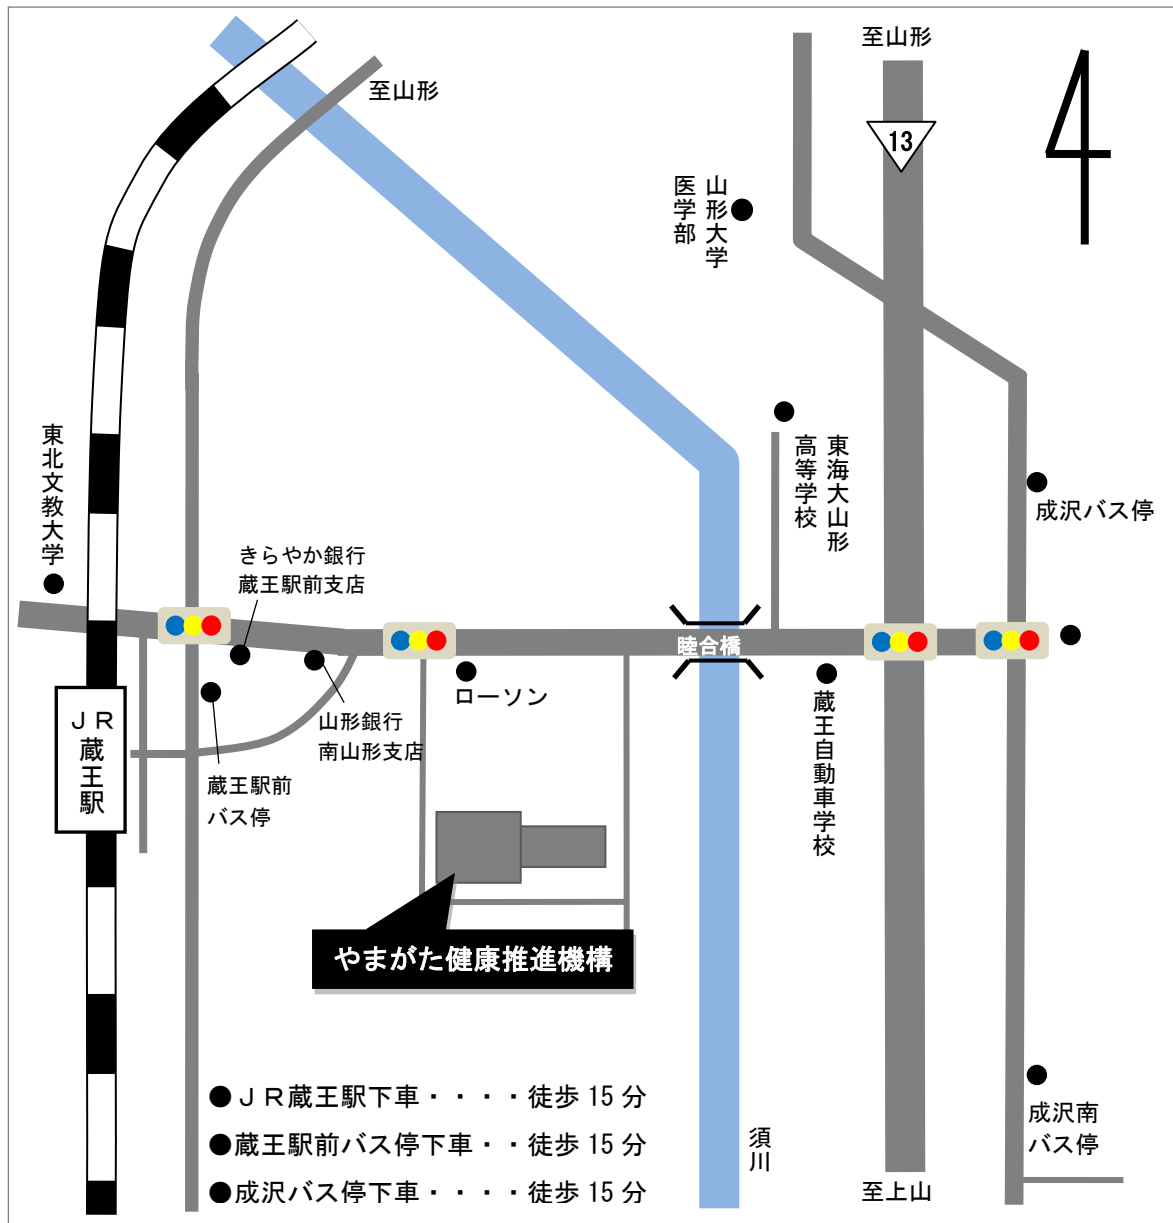 至山形
至山形
13
山形大学
医学部
東海大山形
高等学校
成沢バス停
東北文教大学
きらやか銀行
蔵王駅前支店
睦合橋
ローソン
山形銀行
南山形支店
蔵王自動車学校
ＪＲ
蔵王駅
蔵王駅前
バス停
やまがた健康推進機構
●ＪＲ蔵王駅下車・・・・徒歩 15 分
●蔵王駅前バス停下車・・徒歩 15 分
●成沢バス停下車・・・・徒歩 15 分
須川
成沢南
バス停
至上山